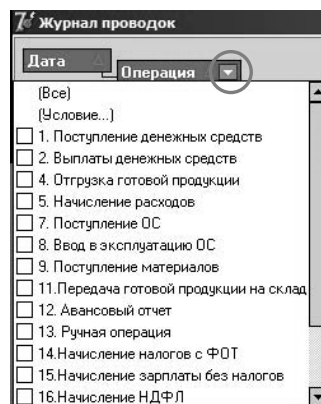 Журнал проводок
Дата
Операция
(Все)
(Условие...)
1. Поступление денежных средств
2. Выплаты денежных средств
4. Отгрузка готовой продукции
5. Начисление расходов
7. Поступление ОС
8. Ввод в эксплуатацию ОС
9. Поступление материалов
11.Передача готовой продукции на склад
12. Авансовый отчет
13. Ручная операция
14.Начисление налогов с ФОТ
15.Начисление зарплаты без налогов
16.Начисление НДФЛ